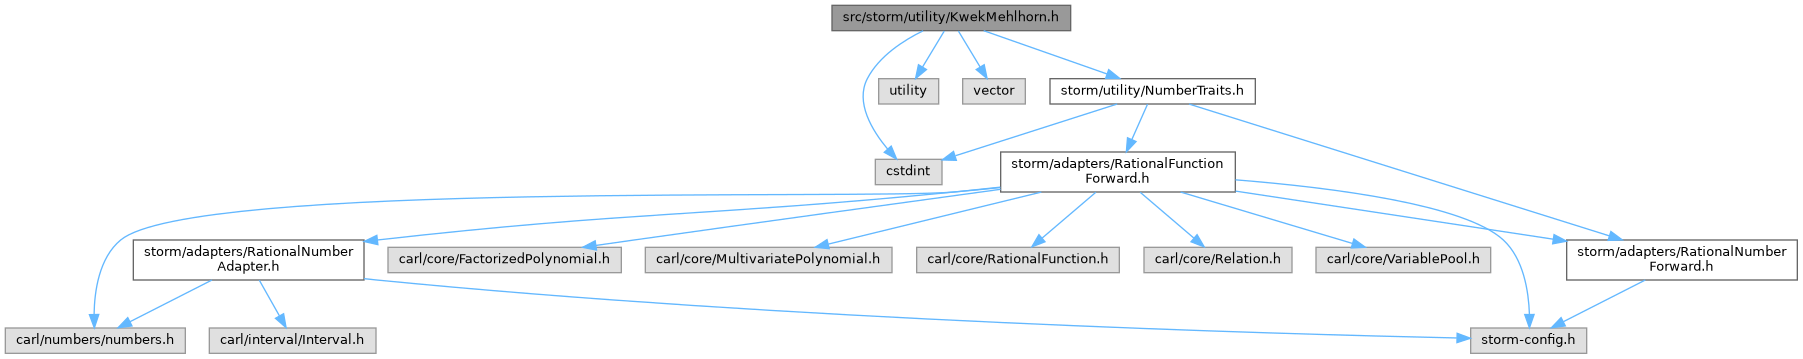 src/storm/utility/KwekMehlhorn.h
utility
vector
storm/utility/NumberTraits.h
cstdint
storm/adapters/RationalFunction
Forward.h
storm/adapters/RationalNumber
Adapter.h
carl/core/FactorizedPolynomial.h
carl/core/MultivariatePolynomial.h
carl/core/RationalFunction.h
carl/core/Relation.h
carl/core/VariablePool.h
storm/adapters/RationalNumber
Forward.h
carl/numbers/numbers.h
carl/interval/Interval.h
storm-config.h